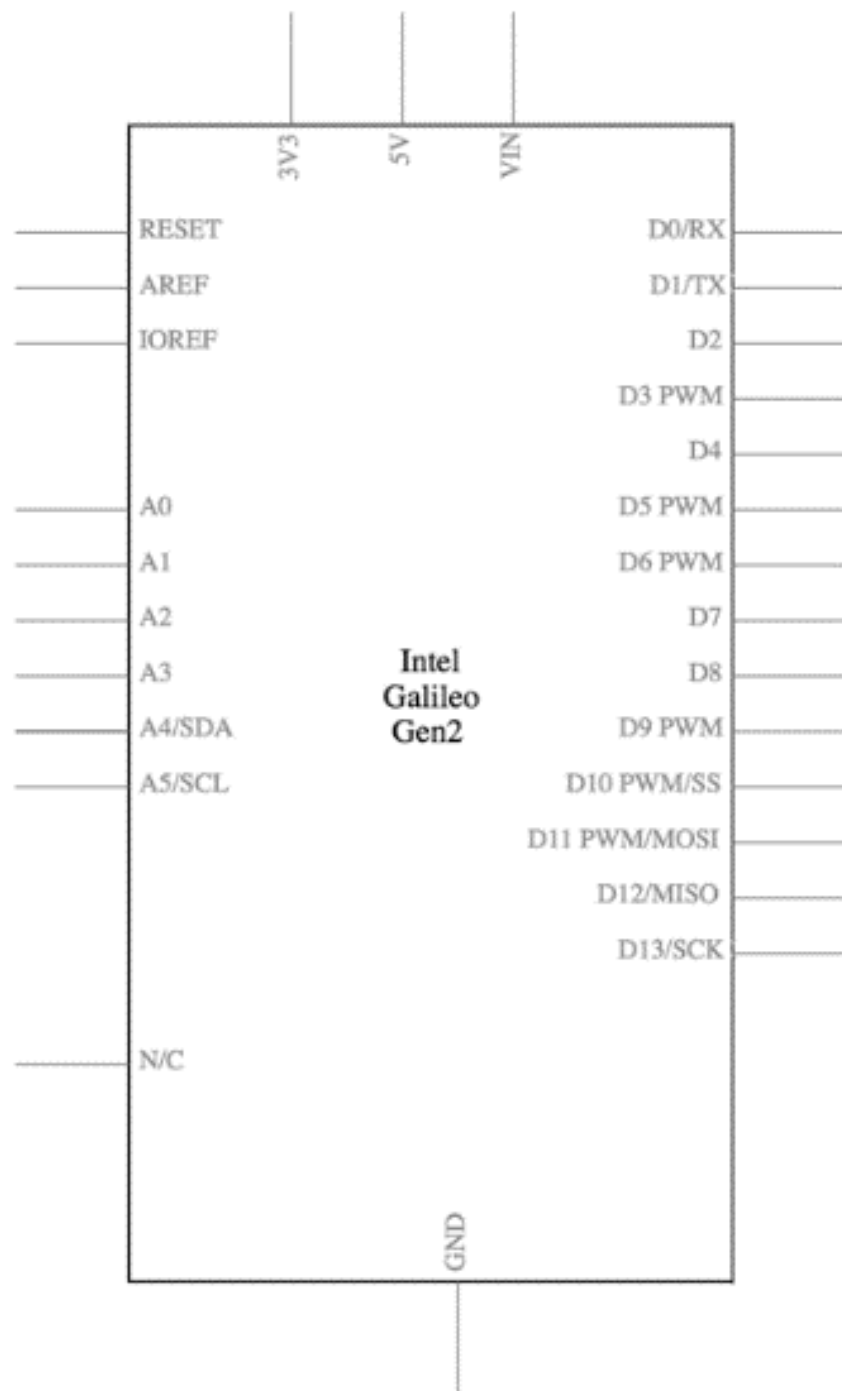 3V3
5V
VIN
RESET
AREF
IOREF
A0
A1
A2
A3
A4/SDA
A5/SCL
N/C
Intel
Galileo
Gen2
D0/RX
D1/TX
D2
D3 PWM
D4
D5 PWM
D6 PWM
D7
D8
D9 PWM
D10 PWM/SS
D11 PWM/MOSI
D12/MISO
D13/SCK
GND